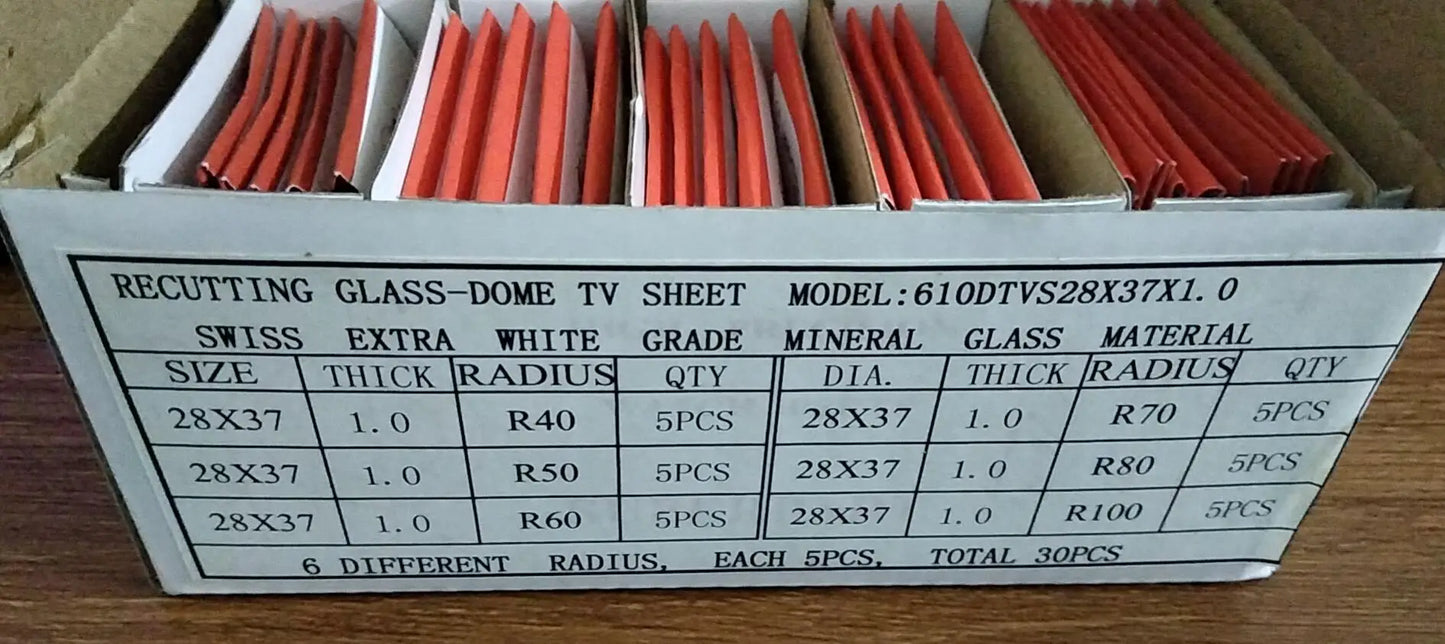 RECUTTING GLASS-DOME TV SHEET MODEL:610DTVS28X37X1.0
SWISS EXTRA WHITE GRADE MINERAL GLASS MATERIAL
SIZE THICK RADIUS QTY DIA. THICK RADIUS QTY
28X37 1.0 R40 5PCS 28X37 1.0 R70 5PCS
28X37 1.0 R50 5PCS 28X37 1.0 R80 5PCS
28X37 1.0 R60 5PCS 28X37 1.0 R100 5PCS
6 DIFFERENT RADIUS, EACH 5PCS, TOTAL 30PCS